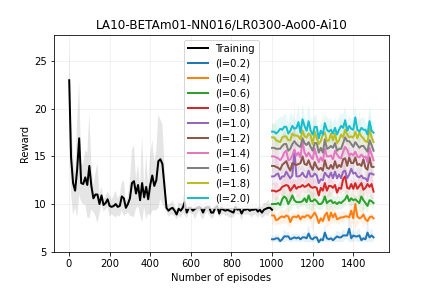 LA10-BETAm01-NN016/LR0300-Ao00-Ai10
Reward
25
20
15
10
5
Training
(l=0.2)
(l=0.4)
(l=0.6)
(l=0.8)
(l=1.0)
(l=1.2)
(l=1.4)
(l=1.6)
(l=1.8)
(l=2.0)
0 200 400 600 800 1000 1200 1400
Number of episodes